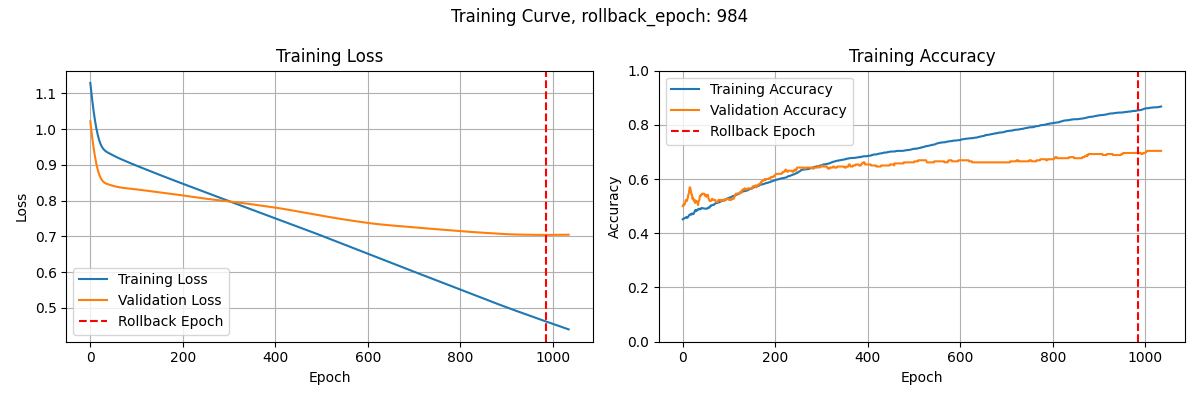 Training Curve, rollback_epoch: 984
Training Loss
Loss
1.1
1.0
0.9
0.8
0.7
0.6
0.5
Training Loss
Validation Loss
Rollback Epoch
0 200 400 600 800 1000
Epoch
Training Accuracy
Accuracy
1.0
0.8
0.6
0.4
0.2
0.0
Training Accuracy
Validation Accuracy
Rollback Epoch
0 200 400 600 800 1000
Epoch